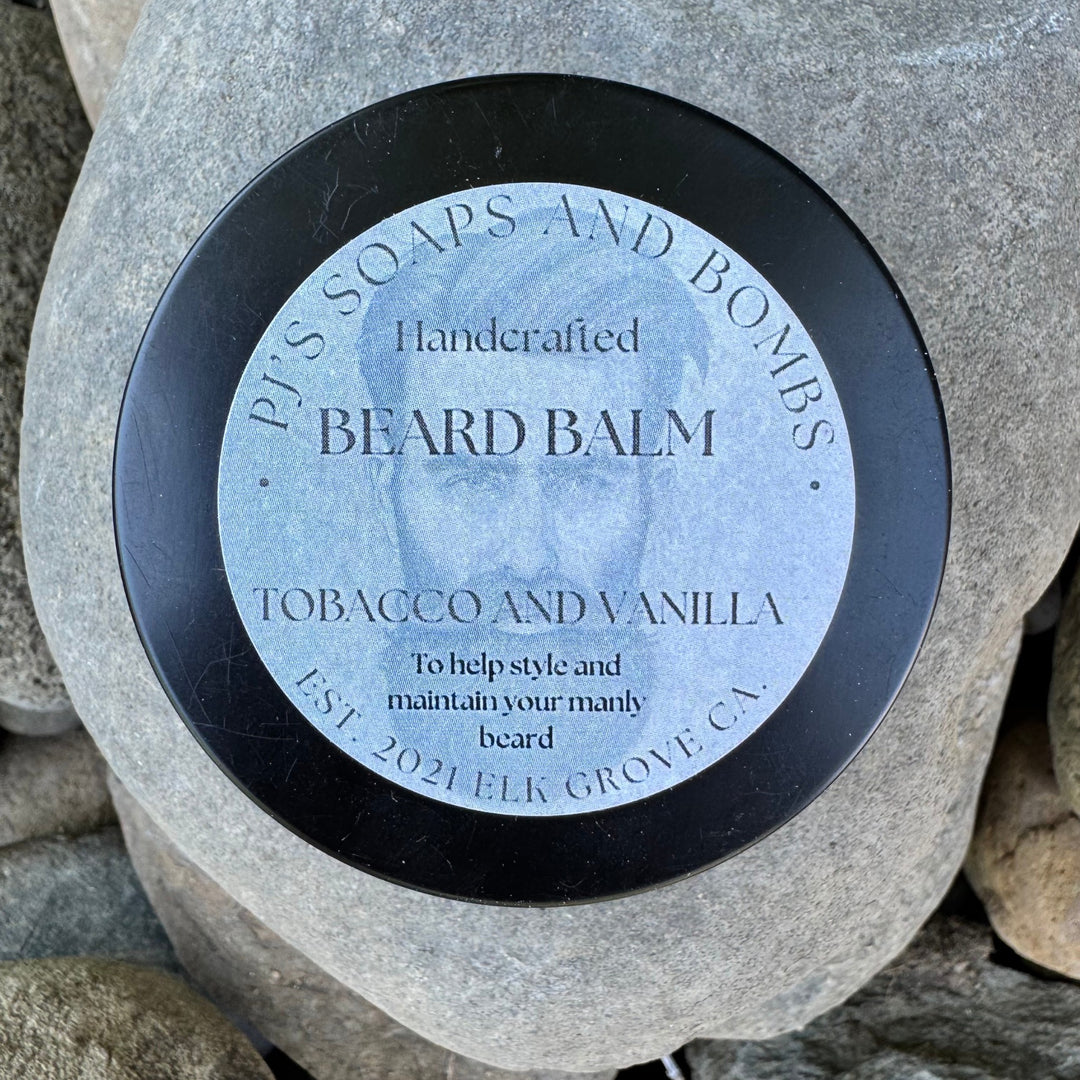 PJ'S SOAPS AND BOMBS
Handcrafted
BEARD BALM
TOBACCO AND VANILLA
To help style and
maintain your manly
beard
EST. 2021 ELK GROVE CA.